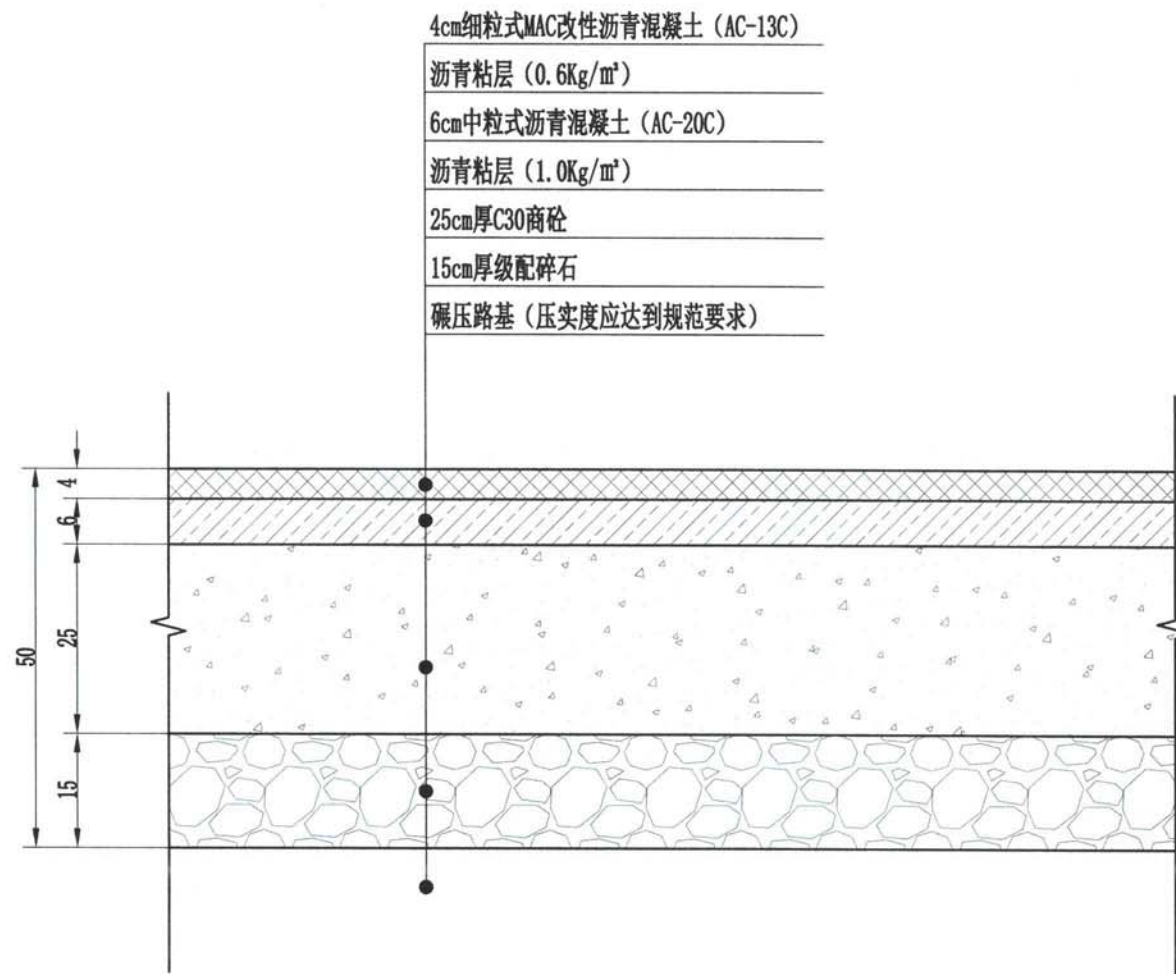 4cm细粒式MAC改性沥青混凝土（AC-13C）
沥青粘层（0.6Kg/m²）
6cm中粒式沥青混凝土（AC-20C）
沥青粘层（1.0Kg/m²）
25cm厚C30商砼
15cm厚级配碎石
碾压路基（压实度应达到规范要求）
4
6
25
50
15